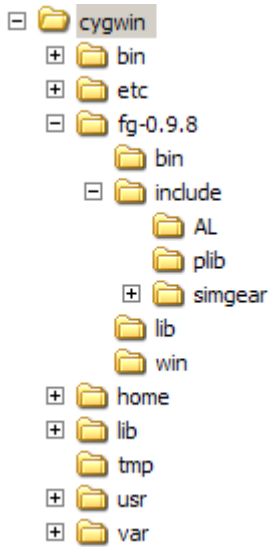 cygwin
bin
etc
fg-0.9.8
bin
include
AL
plib
simgear
lib
win
home
lib
tmp
usr
var